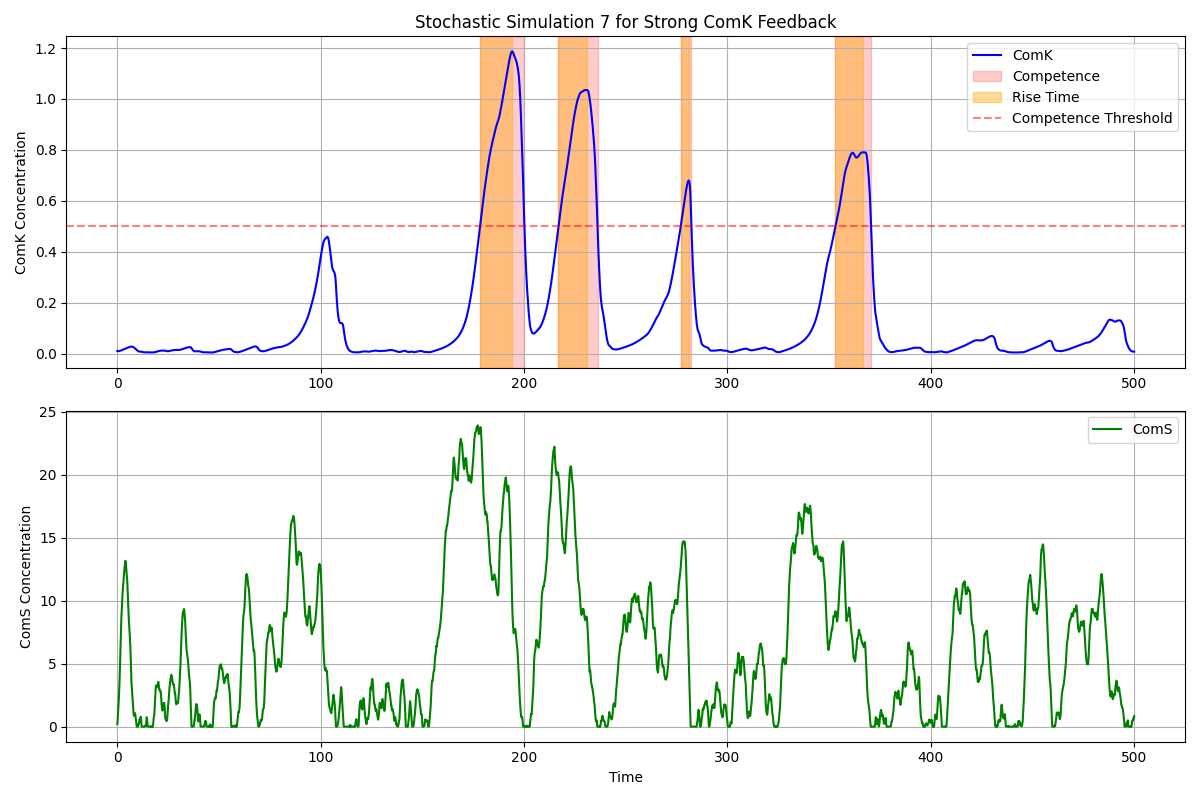 Stochastic Simulation 7 for Strong ComK Feedback
ComK Concentration
1.2
1.0
0.8
0.6
0.4
0.2
0.0
ComK
Competence
Rise Time
Competence Threshold
0 100 200 300 400 500
ComS Concentration
25
20
15
10
5
0
ComS
0 100 200 300 400 500
Time